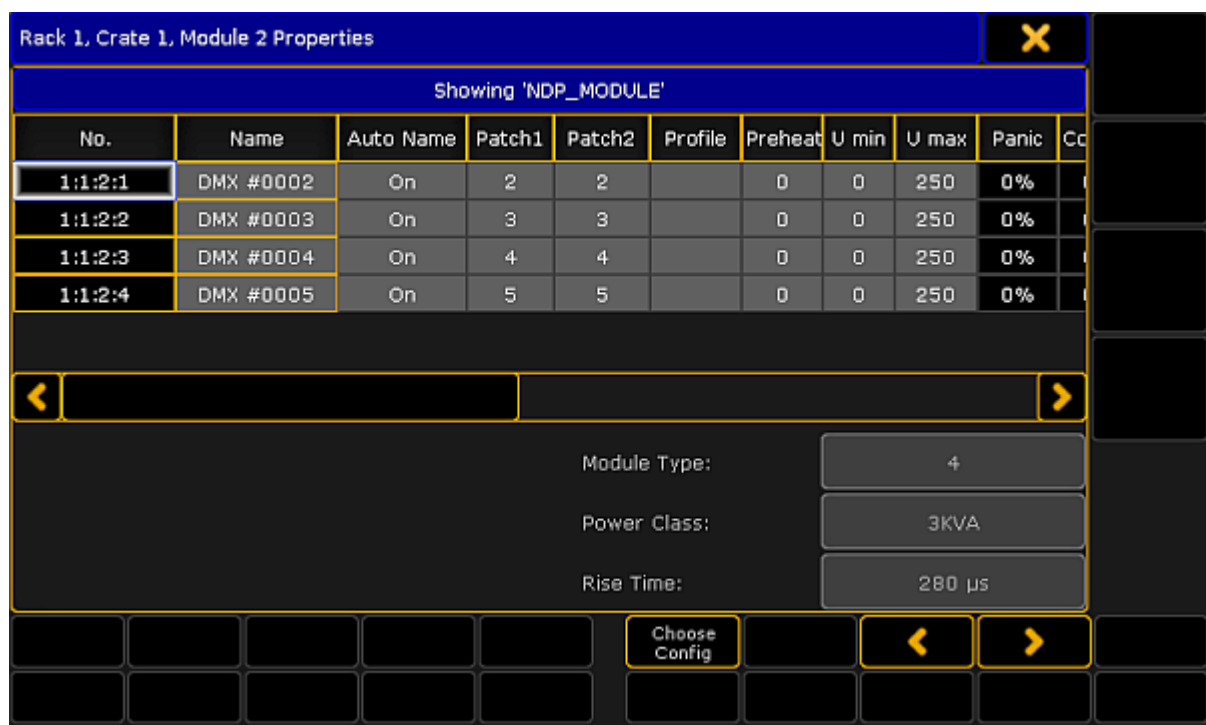 Rack 1, Crate 1, Module 2 Properties
Showing 'NDP_MODULE'
No. Name Auto Name Patch1 Patch2 Profile Preheat U min U max Panic
1:1:2:1 DMX #0002 On 2 2 0 0 250 0%
1:1:2:2 DMX #0003 On 3 3 0 0 250 0%
1:1:2:3 DMX #0004 On 4 4 0 0 250 0%
1:1:2:4 DMX #0005 On 5 5 0 0 250 0%
Module Type: 4
Power Class: 3KVA
Rise Time: 280 µs
Choose
Config